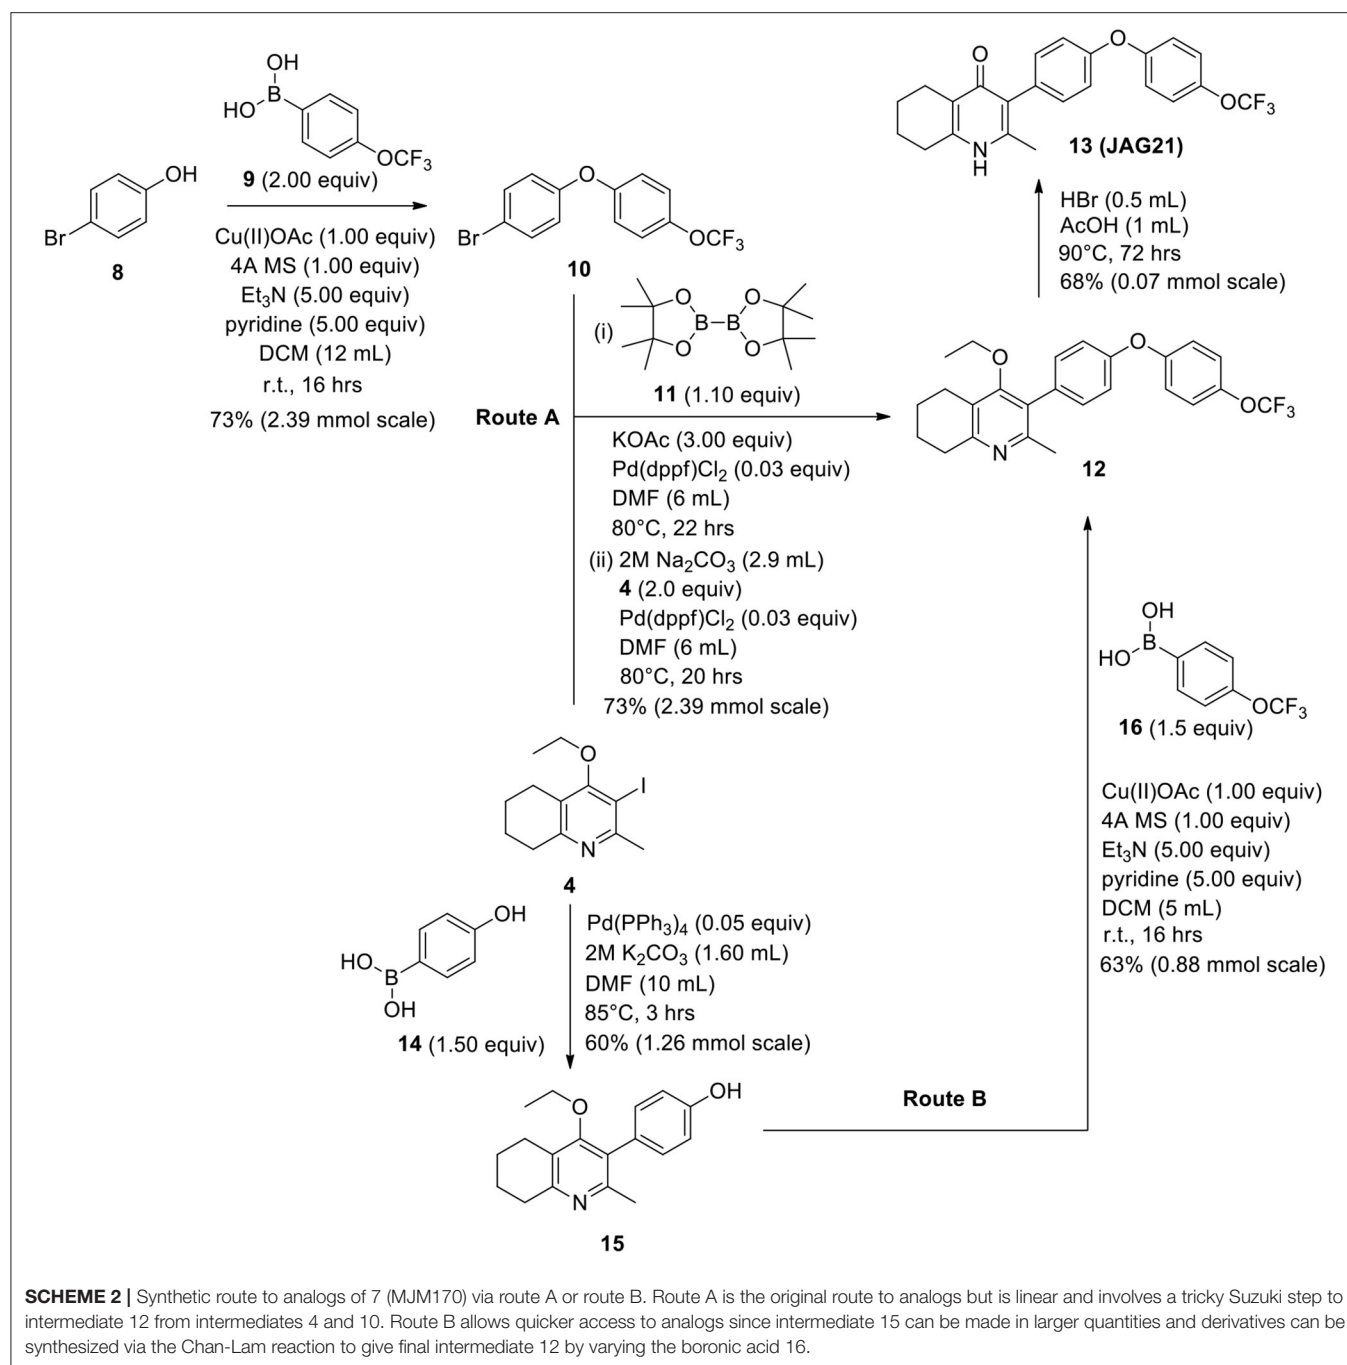 OH
HO
B
OCF3
9 (2.00 equiv)
OH
Br
8
Cu(II)OAc (1.00 equiv)
4A MS (1.00 equiv)
Et3N (5.00 equiv)
pyridine (5.00 equiv)
DCM (12 mL)
r.t., 16 hrs
73% (2.39 mmol scale)
O
Br
OCF3
10
(i)
O
O
B
B
O
O
11 (1.10 equiv)
Route A
KOAc (3.00 equiv)
Pd(dppf)Cl2 (0.03 equiv)
DMF (6 mL)
80°C, 22 hrs
(ii) 2M Na2CO3 (2.9 mL)
4 (2.0 equiv)
Pd(dppf)Cl2 (0.03 equiv)
DMF (6 mL)
80°C, 20 hrs
73% (2.39 mmol scale)
O
O
OCF3
N
H
13 (JAG21)
HBr (0.5 mL)
AcOH (1 mL)
90°C, 72 hrs
68% (0.07 mmol scale)
O
O
OCF3
N
12
O
I
N
4
OH
HO
B
OH
14 (1.50 equiv)
Pd(PPh3)4 (0.05 equiv)
2M K2CO3 (1.60 mL)
DMF (10 mL)
85°C, 3 hrs
60% (1.26 mmol scale)
O
OH
N
15
Route B
OH
HO
B
OCF3
16 (1.5 equiv)
Cu(II)OAc (1.00 equiv)
4A MS (1.00 equiv)
Et3N (5.00 equiv)
pyridine (5.00 equiv)
DCM (5 mL)
r.t., 16 hrs
63% (0.88 mmol scale)
SCHEME 2 | Synthetic route to analogs of 7 (MJM170) via route A or route B. Route A is the original route to analogs but is linear and involves a tricky Suzuki step to
intermediate 12 from intermediates 4 and 10. Route B allows quicker access to analogs since intermediate 15 can be made in larger quantities and derivatives can be
synthesized via the Chan-Lam reaction to give final intermediate 12 by varying the boronic acid 16.